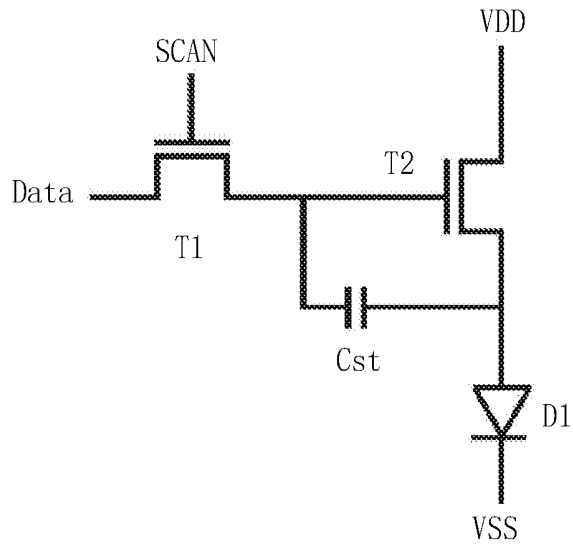 VDD
SCAN
T2
Data
T1
Cst
D1
VSS